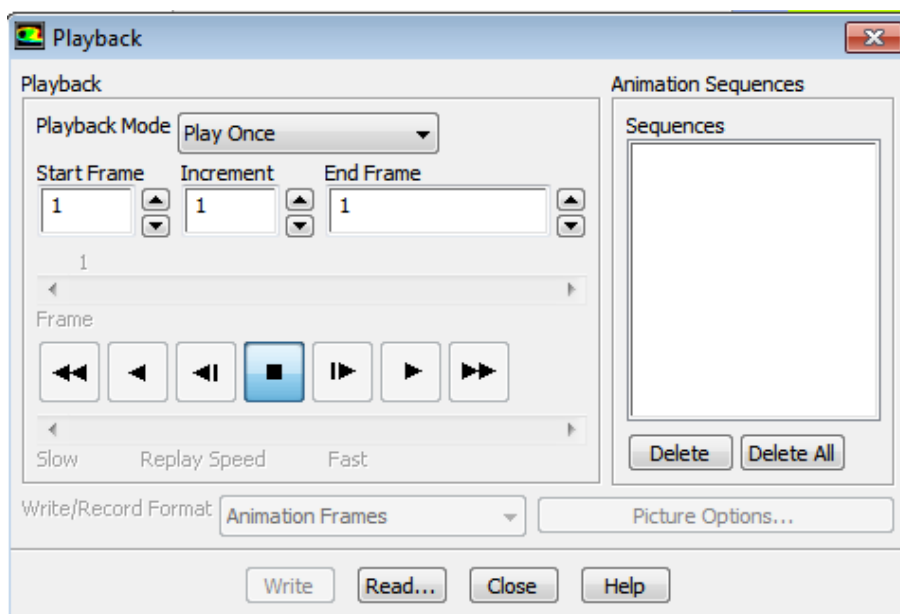 Playback
Playback
Animation Sequences
Playback Mode Play Once
Sequences
Start Frame Increment End Frame
1 1 1
1
Frame
Slow Replay Speed Fast
Delete Delete All
Write/Record Format Animation Frames Picture Options...
Write Read... Close Help